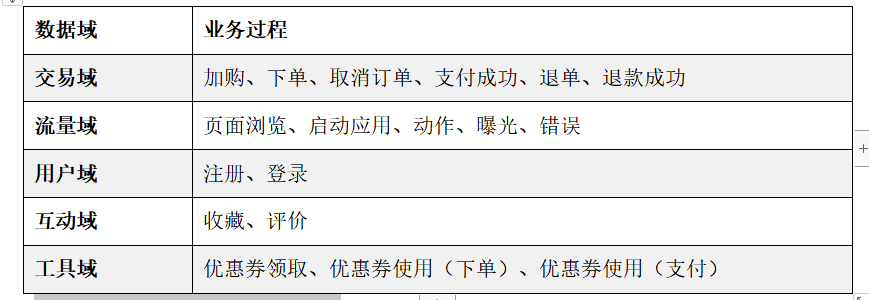 数据域 业务过程
交易域 加购、下单、取消订单、支付成功、退单、退款成功
流量域 页面浏览、启动应用、动作、曝光、错误
用户域 注册、登录
互动域 收藏、评价
工具域 优惠券领取、优惠券使用（下单）、优惠券使用（支付）